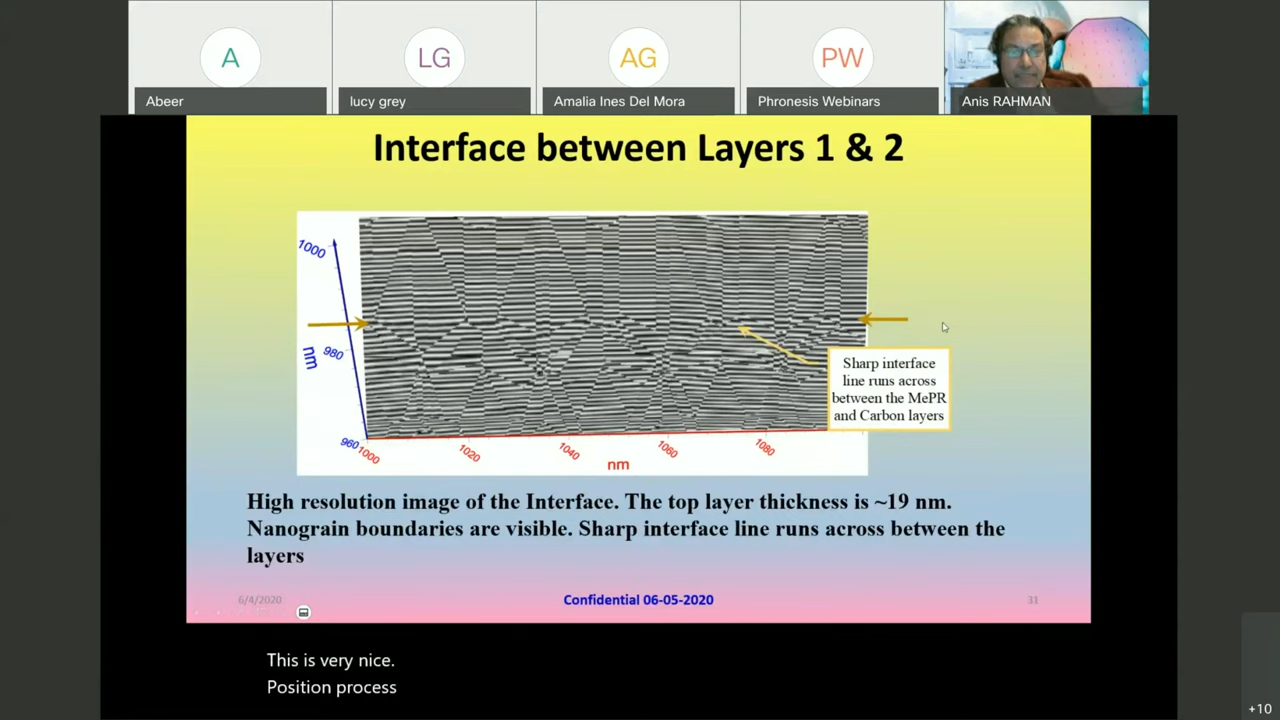 A
LG
AG
PW
Abeer
lucy grey
Amalia Ines Del Mora
Phronesis Webinars
Anis RAHMAN
Interface between Layers 1 & 2
1000
nm
980
960
1000
1020
1040
1060
1080
nm
Sharp interface
line runs across
between the MePR
and Carbon layers
High resolution image of the Interface. The top layer thickness is ~19 nm.
Nanograin boundaries are visible. Sharp interface line runs across between the
layers
6/4/2020
Confidential 06-05-2020
31
This is very nice.
Position process
+10